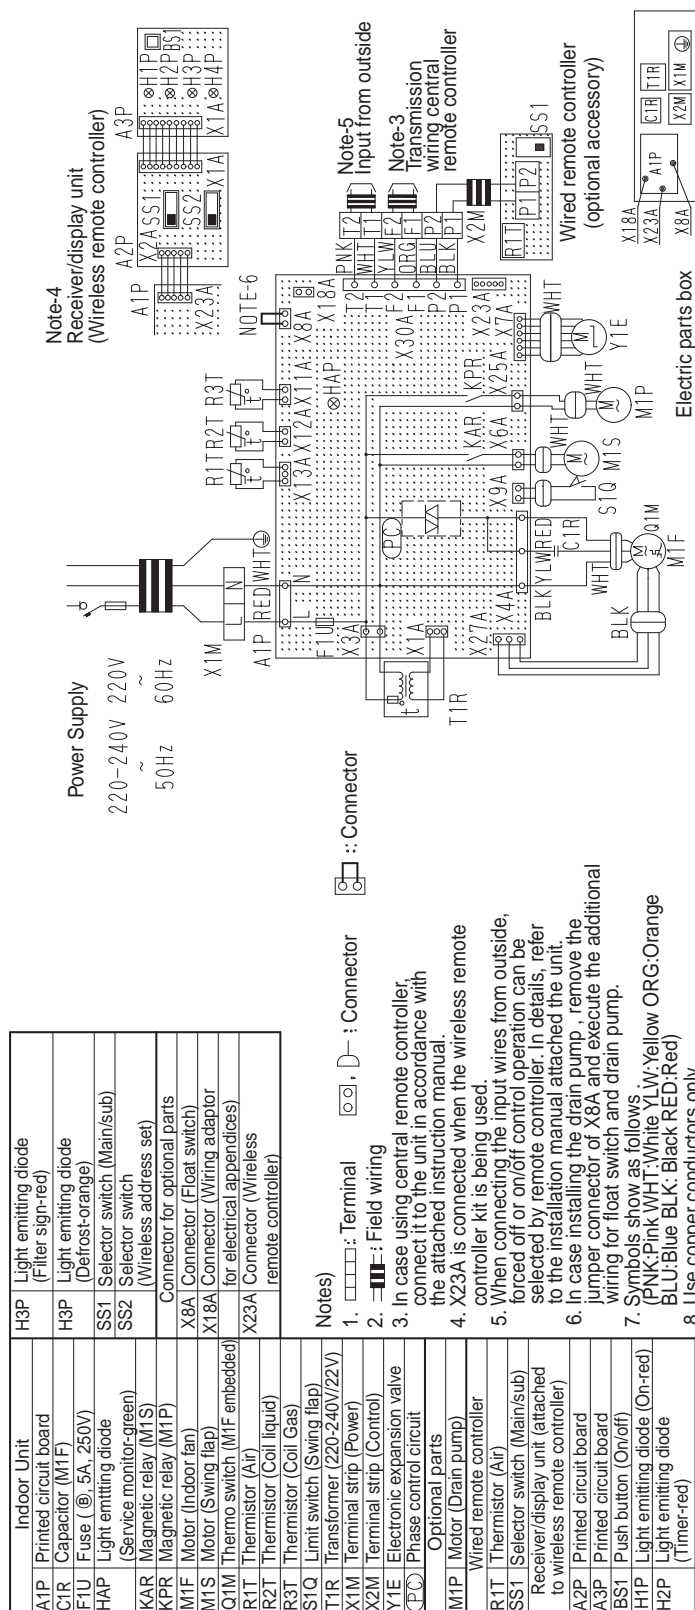 Indoor Unit
A1P Printed circuit board
C1R Capacitor (M1F)
F1U Fuse ( Ⓑ, 5A, 250V)
HAP Light emttting diode
(Service monitor-green)
KAR Magnetic relay (M1S)
KPR Magnetic relay (M1P)
M1F Motor (Indoor fan)
M1S Motor (Swing flap)
Q1M Thermo switch (M1F embedded)
R1T Thermistor (Air)
R2T Thermistor (Coil liquid)
R3T Thermistor (Coil Gas)
S1Q Limit switch (Swing flap)
T1R Transformer (220-240V/22V)
X1M Terminal strip (Power)
X2M Terminal strip (Control)
Y1E Electronic expansion valve
PC Phase control circuit
Optional parts
M1P Motor (Drain pump)
Wired remote controller
R1T Thermistor (Air)
SS1 Selector switch (Main/sub)
Receiver/display unit (attached
to wireless remote controller)
A2P Printed circuit board
A3P Printed circuit board
BS1 Push button (On/off)
H1P Light emitting diode (On-red)
H2P Light emitting diode
(Timer-red)
H3P Light emitting diode
(Filter sign-red)
H3P Light emitting diode
(Defrost-orange)
SS1 Selector switch (Main/sub)
SS2 Selector switch
(Wireless address set)
Connector for optional parts
X8A Connector (Float switch)
X18A Connector (Wiring adaptor
for electrical appendices)
X23A Connector (Wireless
remote controller)
Notes)
1. : Terminal , : Connector :: Connector
2. : Field wiring
3. In case using central remote controller,
connect it to the unit in accordance with
the attached instruction manual.
4. X23A is connected when the wireless remote
controller kit is being used.
5. When connecting the input wires from outside,
forced off or on/off control operation can be
selected by remote controller. In details, refer
to the installation manual attached the unit.
6. In case installing the drain pump , remove the
jumper connector of X8A and execute the additional
wiring for float switch and drain pump.
7. Symbols show as follows .
(PNK:Pink WHT:White YLW:Yellow ORG:Orange
BLU:Blue BLK: Black RED:Red)
8. Use copper conductors only
Power Supply
220-240V 220V
~ ~
50Hz 60Hz
X1M
L N
A1P RED WHT
L N
F1U
X3A
X1A
t
T1R
X27A
X4A
BLK YLW RED
C1R
WHT
BLK
M~
Q1M
M1F
PC
R1T R2T R3T
t° t° t°
X13A X12A X11A
HAP
NOTE-6
X8A
X18A
X9A
X6A
X25A
X7A
X23A
KAR
KPR
S1Q
WHT
M~
M1S
WHT
M~
M1P
WHT
M
Y1E
X30A
T2 PNK T2
T1 WHT T1
F2 YLW F2
F1 ORG F1
P2 BLU P2
P1 BLK P1
X2M
Note-5
Input from outside
Note-3
Transmission
wiring central
remote controller
R1T
P1 P2
SS1
Wired remote controller
(optional accessory)
Note-4
Receiver/display unit
(Wireless remote controller)
A1P
X23A
A2P
X2A
SS1
SS2
X1A
A3P
X1A
H1P
H2P
BS1
H3P
H4P
Electric parts box
X18A
X23A
X8A
A1P
C1R
T1R
X2M
X1M